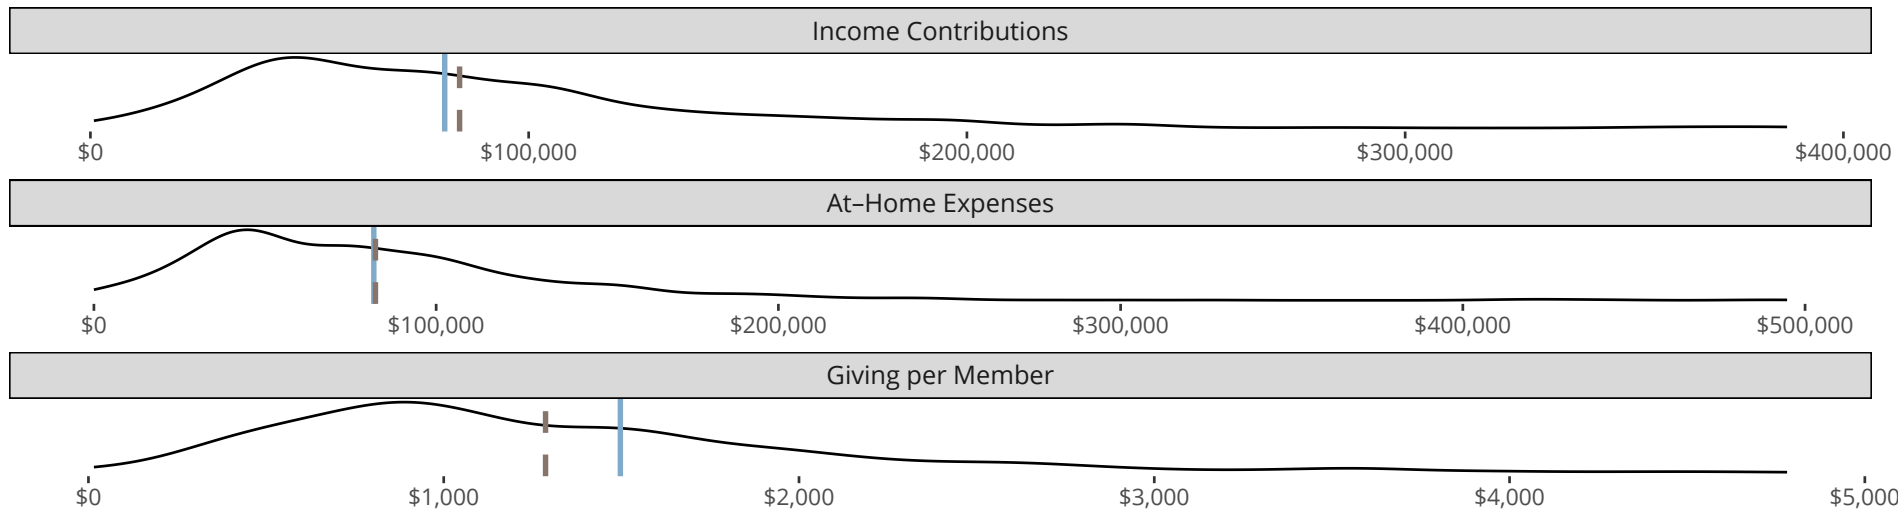 Income Contributions
$0 $100,000 $200,000 $300,000 $400,000
At–Home Expenses
$0 $100,000 $200,000 $300,000 $400,000 $500,000
Giving per Member
$0 $1,000 $2,000 $3,000 $4,000 $5,000